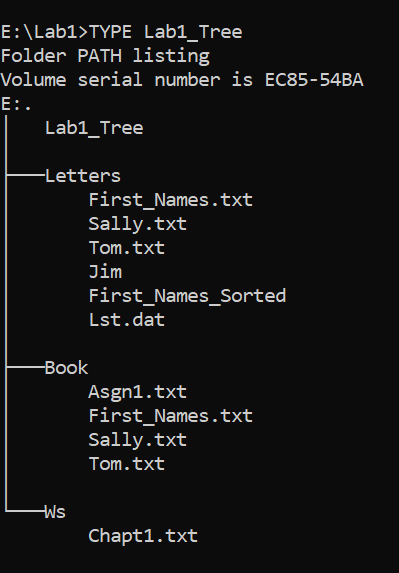 E:\Lab1>TYPE Lab1_Tree
Folder PATH listing
Volume serial number is EC85-54BA
E:.
│   Lab1_Tree
│
├───Letters
│       First_Names.txt
│       Sally.txt
│       Tom.txt
│       Jim
│       First_Names_Sorted
│       Lst.dat
│
├───Book
│       Asgn1.txt
│       First_Names.txt
│       Sally.txt
│       Tom.txt
│
└───Ws
        Chapt1.txt